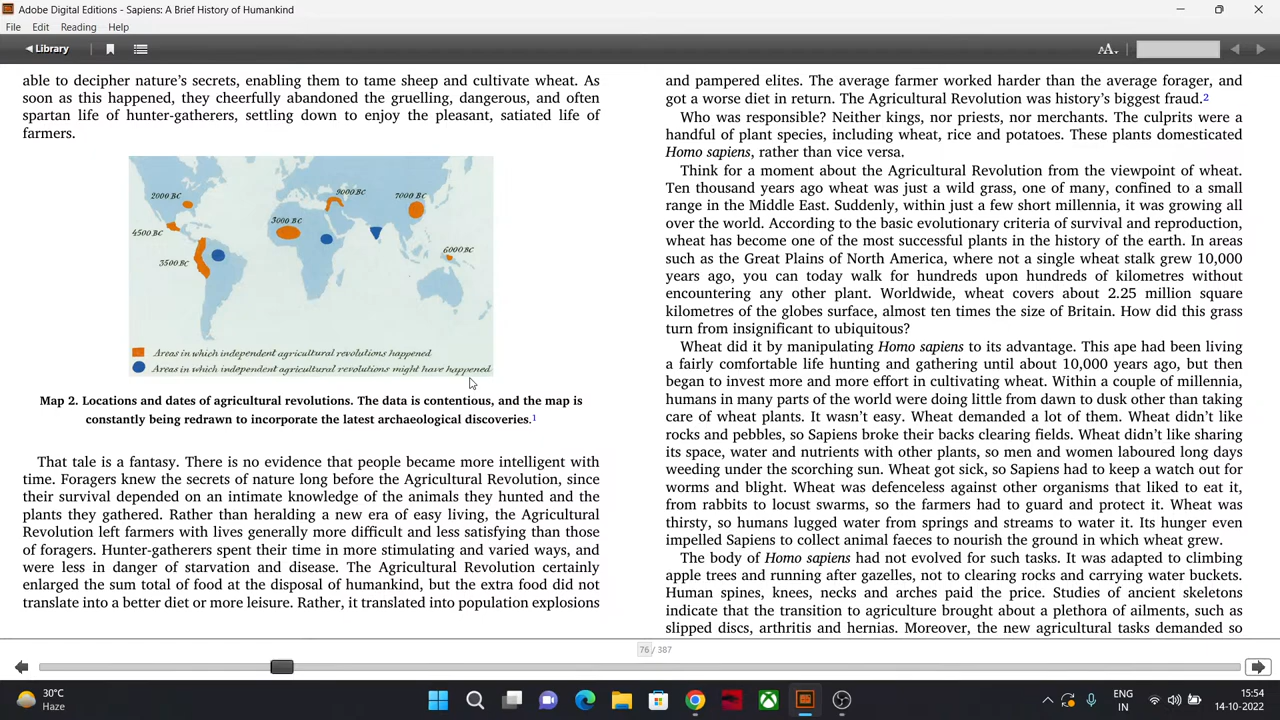 Adobe Digital Editions - Sapiens: A Brief History of Humankind
File Edit Reading Help
Library
AA
able to decipher nature's secrets, enabling them to tame sheep and cultivate wheat. As
soon as this happened, they cheerfully abandoned the gruelling, dangerous, and often
spartan life of hunter-gatherers, settling down to enjoy the pleasant, satiated life of
farmers.
2000 BC
9000 BC
7000 BC
4500 BC
3000 BC
3500 BC
6000 BC
Areas in which independent agricultural revolutions happened
Areas in which independent agricultural revolutions might have happened
Map 2. Locations and dates of agricultural revolutions. The data is contentious, and the map is
constantly being redrawn to incorporate the latest archaeological discoveries.1
That tale is a fantasy. There is no evidence that people became more intelligent with
time. Foragers knew the secrets of nature long before the Agricultural Revolution, since
their survival depended on an intimate knowledge of the animals they hunted and the
plants they gathered. Rather than heralding a new era of easy living, the Agricultural
Revolution left farmers with lives generally more difficult and less satisfying than those
of foragers. Hunter-gatherers spent their time in more stimulating and varied ways, and
were less in danger of starvation and disease. The Agricultural Revolution certainly
enlarged the sum total of food at the disposal of humankind, but the extra food did not
translate into a better diet or more leisure. Rather, it translated into population explosions
and pampered elites. The average farmer worked harder than the average forager, and
got a worse diet in return. The Agricultural Revolution was history's biggest fraud.2
Who was responsible? Neither kings, nor priests, nor merchants. The culprits were a
handful of plant species, including wheat, rice and potatoes. These plants domesticated
Homo sapiens, rather than vice versa.
Think for a moment about the Agricultural Revolution from the viewpoint of wheat.
Ten thousand years ago wheat was just a wild grass, one of many, confined to a small
range in the Middle East. Suddenly, within just a few short millennia, it was growing all
over the world. According to the basic evolutionary criteria of survival and reproduction,
wheat has become one of the most successful plants in the history of the earth. In areas
such as the Great Plains of North America, where not a single wheat stalk grew 10,000
years ago, you can today walk for hundreds upon hundreds of kilometres without
encountering any other plant. Worldwide, wheat covers about 2.25 million square
kilometres of the globes surface, almost ten times the size of Britain. How did this grass
turn from insignificant to ubiquitous?
Wheat did it by manipulating Homo sapiens to its advantage. This ape had been living
a fairly comfortable life hunting and gathering until about 10,000 years ago, but then
began to invest more and more effort in cultivating wheat. Within a couple of millennia,
humans in many parts of the world were doing little from dawn to dusk other than taking
care of wheat plants. It wasn't easy. Wheat demanded a lot of them. Wheat didn't like
rocks and pebbles, so Sapiens broke their backs clearing fields. Wheat didn't like sharing
its space, water and nutrients with other plants, so men and women laboured long days
weeding under the scorching sun. Wheat got sick, so Sapiens had to keep a watch out for
worms and blight. Wheat was defenceless against other organisms that liked to eat it,
from rabbits to locust swarms, so the farmers had to guard and protect it. Wheat was
thirsty, so humans lugged water from springs and streams to water it. Its hunger even
impelled Sapiens to collect animal faeces to nourish the ground in which wheat grew.
The body of Homo sapiens had not evolved for such tasks. It was adapted to climbing
apple trees and running after gazelles, not to clearing rocks and carrying water buckets.
Human spines, knees, necks and arches paid the price. Studies of ancient skeletons
indicate that the transition to agriculture brought about a plethora of ailments, such as
slipped discs, arthritis and hernias. Moreover, the new agricultural tasks demanded so
76 / 387
30°C
Haze
ENG
IN
15:54
14-10-2022